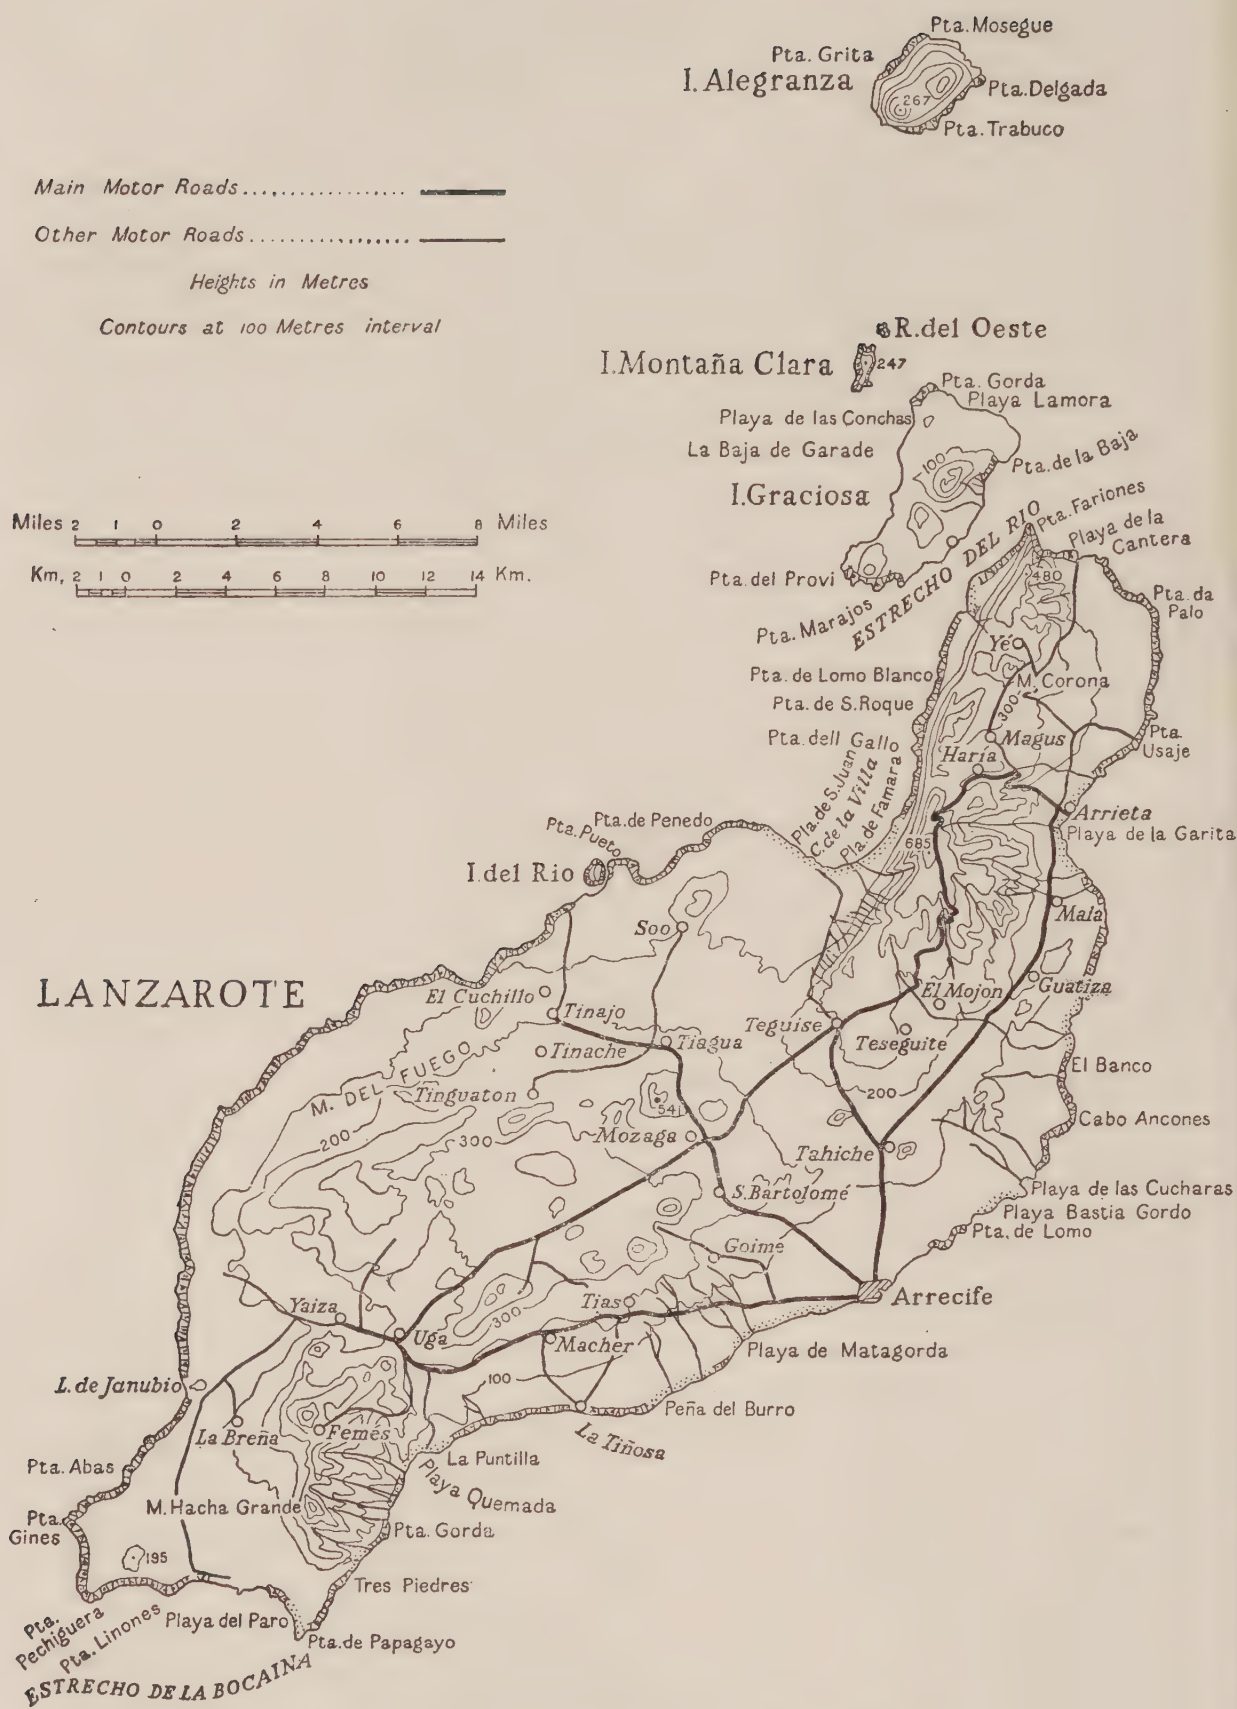 Pta. Mosegue
Pta. Grita
I. Alegranza
Pta. Delgada
267
Pta. Trabuco
Main Motor Roads
Other Motor Roads
Heights in Metres
Contours at 100 Metres interval
R. del Oeste
I. Montaña Clara
247
Pta. Gorda
Playa Lamora
Playa de las Conchas
La Baja de Garade
100
Pta. de la Baja
I. Graciosa
Pta. Fariones
Miles 2 1 0 2 4 6 8 Miles
Playa de la
Cantera
Km. 2 1 0 2 4 6 8 10 12 14 Km.
Pta. del Provi
ESTRECHO DEL RIO
480
Pta. da
Palo
Pta. Marajos
Yé
Pta. de Lomo Blanco
M. Corona
300
Pta. de S. Roque
Pta. dell Gallo
Magus
Pta.
Usaje
Haría
Pla. de S. Juan
C. de la Villa
Pla. de Famara
Arrieta
Pta. de Penedo
Pta. Pueto
Playa de la Garita
685
I. del Rio
Mala
Soo
LANZAROTE
El Cuchillo
Guatiza
El Mojon
Tinajo
Teguise
Tiagua
Teseguite
Tinache
M. DEL FUEGO
El Banco
Tinguaton
200
541
Cabo Ancones
200
300
Mozaga
Tahiche
S. Bartolomé
Playa de las Cucharas
Playa Bastia Gordo
Pta. de Lomo
Goime
Arrecife
Yaiza
300
Tias
Uga
Macher
Playa de Matagorda
L. de Janubio
100
Peña del Burro
La Breña
Femés
La Tiñosa
La Puntilla
Pta. Abas
Playa Quemada
M. Hacha Grande
Pta.
Gines
Pta. Gorda
195
Tres Piedres
Pta.
Pechiguera
Pta. Linones
Playa del Paro
Pta. de Papagayo
ESTRECHO DE LA BOCAINA